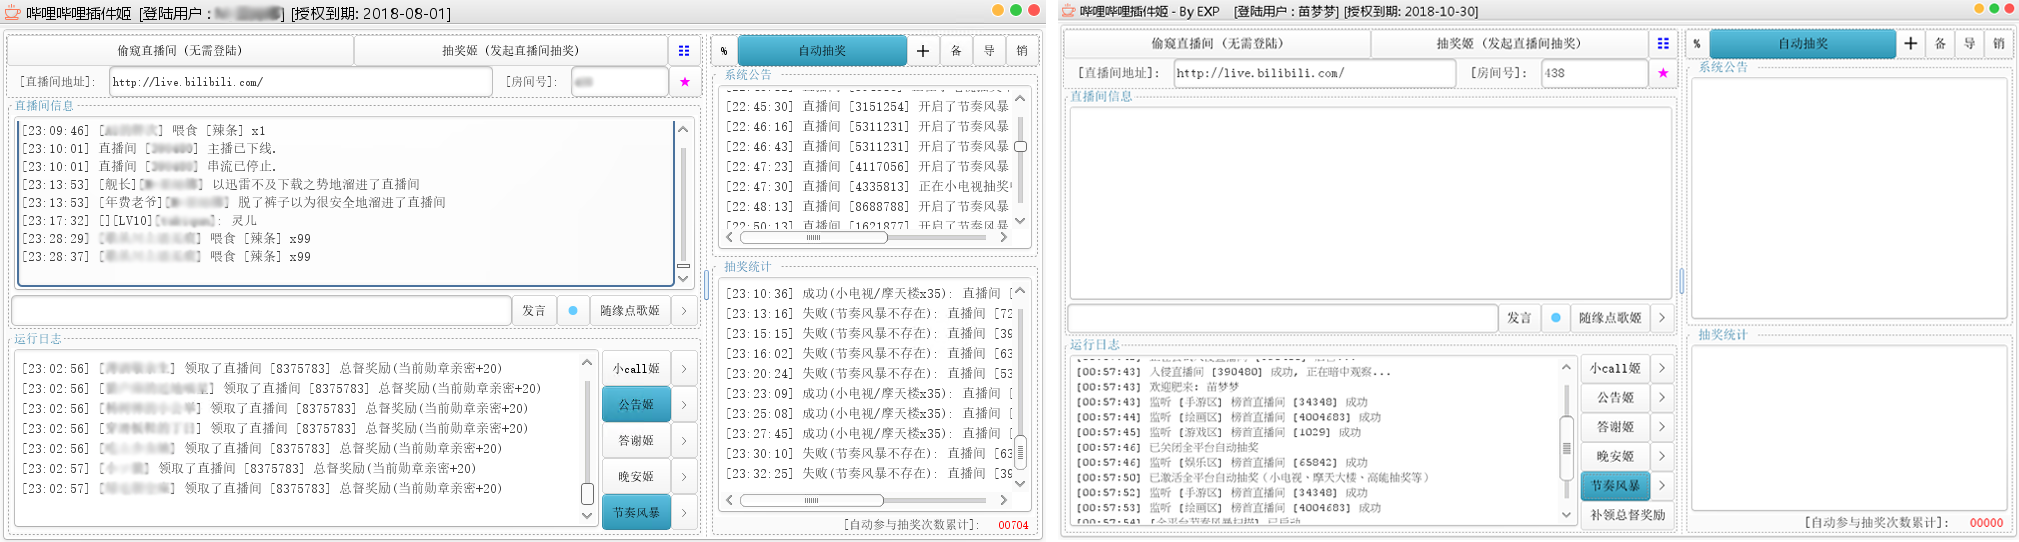 哔哩哔哩插件姬 [登陆用户 : ] [授权到期: 2018-08-01]
偷窥直播间 (无需登陆)
抽奖姬 (发起直播间抽奖)
%
自动抽奖
+
备
导
销
[直播间地址]:
http://live.bilibili.com/
[房间号]:
★
直播间信息
[23:09:46] [] 喂食 [辣条] x1
[23:10:01] 直播间 [] 主播已下线.
[23:10:01] 直播间 [] 串流已停止.
[23:13:53] [舰长][] 以迅雷不及下载之势地溜进了直播间
[23:13:53] [年费老爷][] 脱了裤子以为很安全地溜进了直播间
[23:17:32] [][LV10][]: 灵儿
[23:28:29] [] 喂食 [辣条] x99
[23:28:37] [] 喂食 [辣条] x99
发言
随缘点歌姬
>
运行日志
[23:02:56] [] 领取了直播间 [8375783] 总督奖励(当前勋章亲密+20)
[23:02:56] [] 领取了直播间 [8375783] 总督奖励(当前勋章亲密+20)
[23:02:56] [] 领取了直播间 [8375783] 总督奖励(当前勋章亲密+20)
[23:02:56] [] 领取了直播间 [8375783] 总督奖励(当前勋章亲密+20)
[23:02:56] [] 领取了直播间 [8375783] 总督奖励(当前勋章亲密+20)
[23:02:57] [] 领取了直播间 [8375783] 总督奖励(当前勋章亲密+20)
[23:02:57] [] 领取了直播间 [8375783] 总督奖励(当前勋章亲密+20)
小call姬 >
公告姬 >
答谢姬 >
晚安姬 >
节奏风暴 >
系统公告
[22:45:30] 直播间 [3151254] 开启了节奏风暴
[22:46:16] 直播间 [5311231] 开启了节奏风暴
[22:46:43] 直播间 [5311231] 开启了节奏风暴
[22:47:23] 直播间 [4117056] 开启了节奏风暴
[22:47:30] 直播间 [4335813] 正在小电视抽奖
[22:48:13] 直播间 [8688788] 开启了节奏风暴
[22:50:13] 直播间 [1621877] 开启了节奏风暴
抽奖统计
[23:10:36] 成功(小电视/摩天楼x35): 直播间 [
[23:13:16] 失败(节奏风暴不存在): 直播间 [72
[23:15:15] 失败(节奏风暴不存在): 直播间 [39
[23:16:02] 失败(节奏风暴不存在): 直播间 [63
[23:20:24] 失败(节奏风暴不存在): 直播间 [53
[23:23:09] 成功(小电视/摩天楼x35): 直播间 [
[23:25:08] 成功(小电视/摩天楼x35): 直播间 [
[23:27:45] 成功(小电视/摩天楼x35): 直播间 [
[23:30:10] 失败(节奏风暴不存在): 直播间 [63
[23:32:25] 失败(节奏风暴不存在): 直播间 [39
[自动参与抽奖次数累计]: 00704
哔哩哔哩插件姬 - By EXP [登陆用户 : 苗梦梦] [授权到期: 2018-10-30]
偷窥直播间 (无需登陆)
抽奖姬 (发起直播间抽奖)
%
自动抽奖
+
备
导
销
[直播间地址]:
http://live.bilibili.com/
[房间号]:
438
★
直播间信息
发言
随缘点歌姬
>
运行日志
[00:57:43] 入侵直播间 [390480] 成功, 正在暗中观察...
[00:57:43] 欢迎肥来: 苗梦梦
[00:57:43] 监听 [手游区] 榜首直播间 [34348] 成功
[00:57:44] 监听 [绘画区] 榜首直播间 [4004683] 成功
[00:57:45] 监听 [游戏区] 榜首直播间 [1029] 成功
[00:57:46] 已关闭全平台自动抽奖
[00:57:46] 监听 [娱乐区] 榜首直播间 [65842] 成功
[00:57:50] 已激活全平台自动抽奖 (小电视、摩天大楼、高能抽奖等)
[00:57:52] 监听 [手游区] 榜首直播间 [34348] 成功
[00:57:53] 监听 [绘画区] 榜首直播间 [4004683] 成功
[00:57:54] [全平台节奏风暴扫描] 已启动
小call姬 >
公告姬 >
答谢姬 >
晚安姬 >
节奏风暴 >
补领总督奖励
系统公告
抽奖统计
[自动参与抽奖次数累计]: 00000